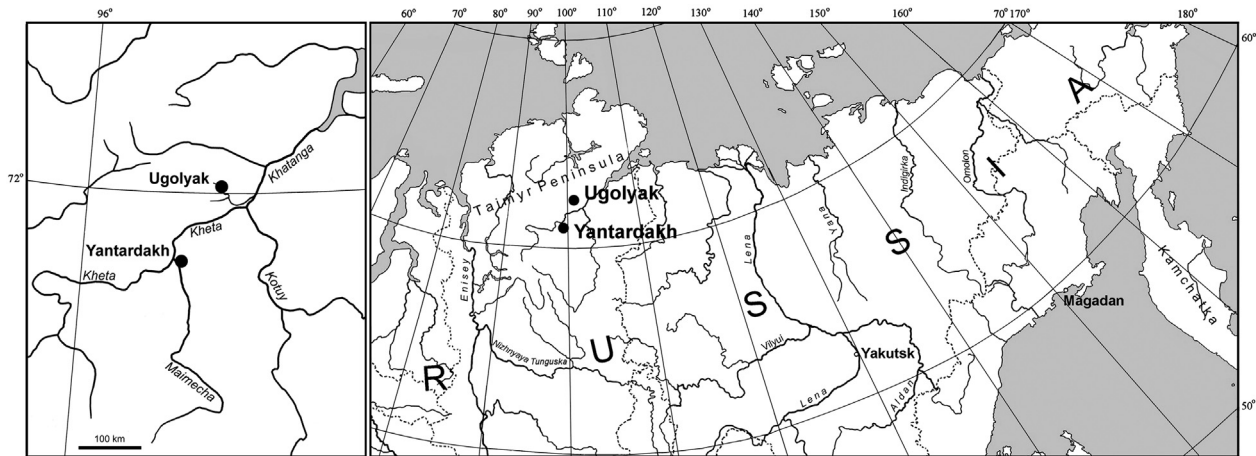 96°
72°
Ugolyak
Khatanga
Kheta
Yantardakh
Kheta
Kotuy
Maimecha
100 km
60° 70° 80° 90° 100° 110° 120° 130° 140° 150° 160° 70° 170° 180°
60°
50°
Taimyr Peninsula
Ugolyak
Yantardakh
Enisey
Nizhnyaya Tunguska
Lena
Yana
Indigirka
Omolon
Vilyui
Lena
Aldan
Yakutsk
Magadan
Kamchatka
R U S S I A